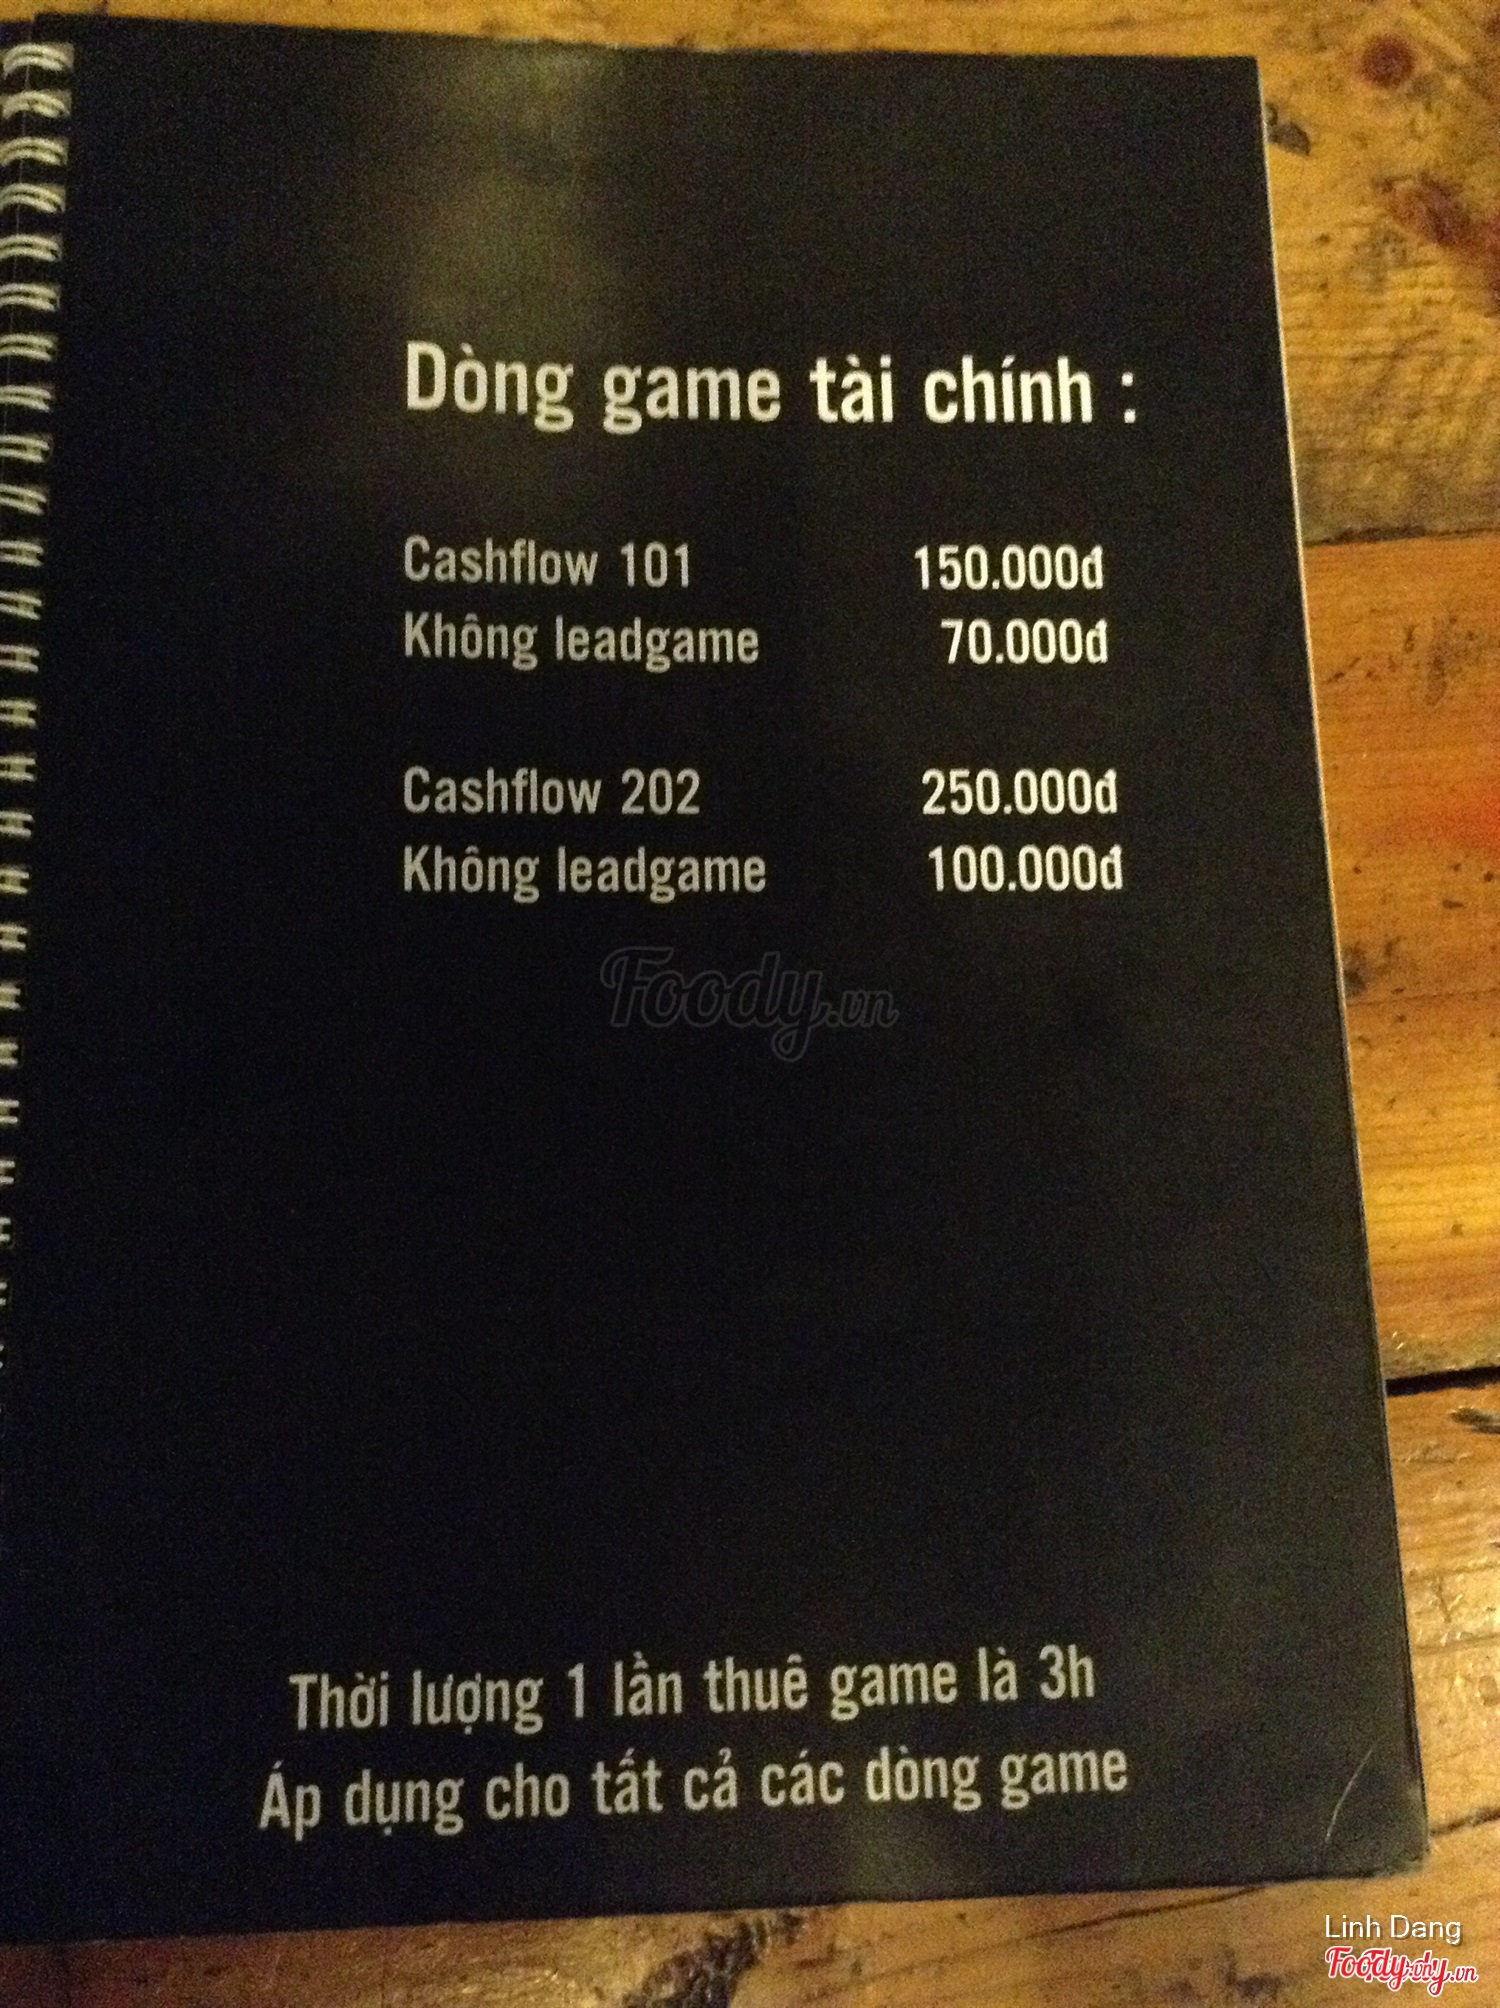 Dòng game tài chính :
Cashflow 101 150.000đ
Không leadgame 70.000đ
Cashflow 202 250.000đ
Không leadgame 100.000đ
Foody.vn
Thời lượng 1 lần thuê game là 3h
Áp dụng cho tất cả các dòng game
Linh Dang